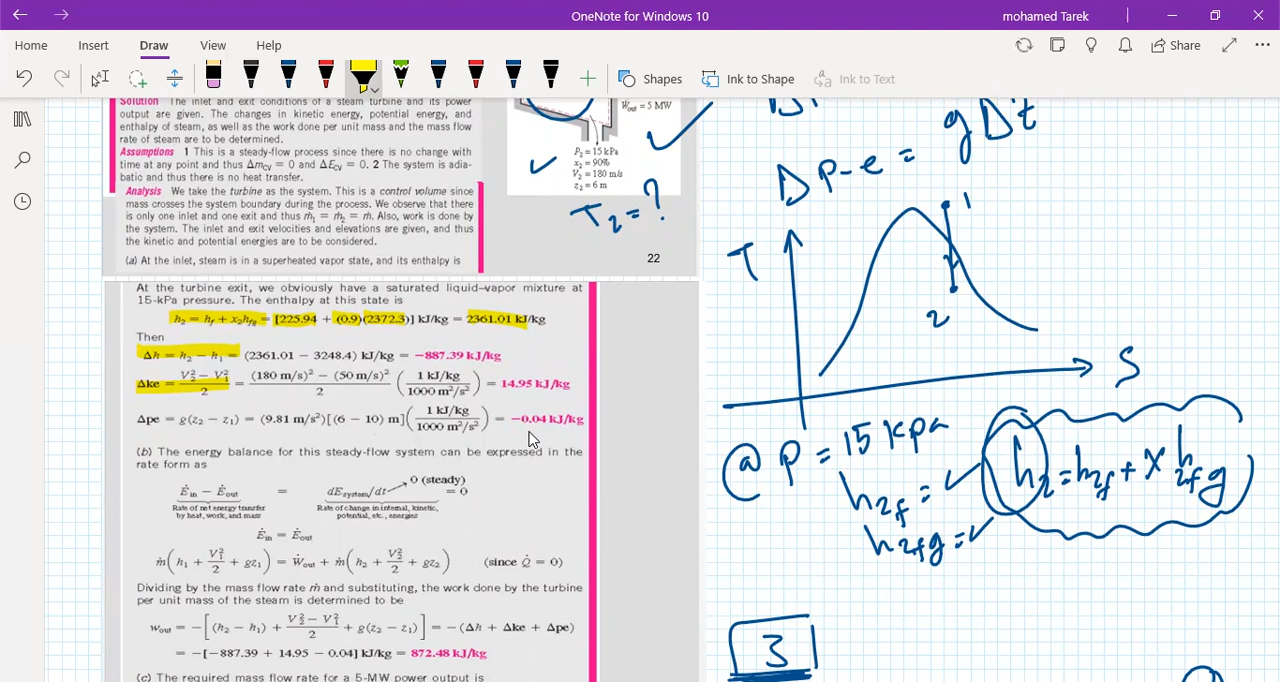 OneNote for Windows 10
mohamed Tarek
Home
Insert
Draw
View
Help
Share
Shapes
Ink to Shape
Ink to Text
Solution The inlet and exit conditions of a steam turbine and its power
output are given. The changes in kinetic energy, potential energy, and
enthalpy of steam, as well as the work done per unit mass and the mass flow
rate of steam are to be determined.
Assumptions 1 This is a steady-flow process since there is no change with
time at any point and thus ΔmCV = 0 and ΔECV = 0. 2 The system is adia-
batic and thus there is no heat transfer.
Analysis We take the turbine as the system. This is a control volume since
mass crosses the system boundary during the process. We observe that there
is only one inlet and one exit and thus ṁ1 = ṁ2 = ṁ. Also, work is done by
the system. The inlet and exit velocities and elevations are given, and thus
the kinetic and potential energies are to be considered.
(a) At the inlet, steam is in a superheated vapor state, and its enthalpy is
Ẇout = 5 MW
P2 = 15 kPa
x2 = 90%
V2 = 180 m/s
z2 = 6 m
T2 = ?
22
At the turbine exit, we obviously have a saturated liquid–vapor mixture at
15-kPa pressure. The enthalpy at this state is
h2 = hf + x2hfg = [225.94 + (0.9)(2372.3)] kJ/kg = 2361.01 kJ/kg
Then
Δh = h2 − h1 = (2361.01 − 3248.4) kJ/kg = −887.39 kJ/kg
Δke = (V2² − V1²)/2 = ((180 m/s)² − (50 m/s)²)/2 (1 kJ/kg / 1000 m²/s²) = 14.95 kJ/kg
Δpe = g(z2 − z1) = (9.81 m/s²)[(6 − 10) m](1 kJ/kg / 1000 m²/s²) = −0.04 kJ/kg
(b) The energy balance for this steady-flow system can be expressed in the
rate form as
Ėin − Ėout = dEsystem/dt → 0 (steady) = 0
Rate of net energy transfer
by heat, work, and mass
Rate of change in internal, kinetic,
potential, etc., energies
Ėin = Ėout
ṁ(h1 + V1²/2 + gz1) = Ẇout + ṁ(h2 + V2²/2 + gz2) (since Q̇ = 0)
Dividing by the mass flow rate ṁ and substituting, the work done by the turbine
per unit mass of the steam is determined to be
wout = −[(h2 − h1) + (V2² − V1²)/2 + g(z2 − z1)] = −(Δh + Δke + Δpe)
= −[−887.39 + 14.95 − 0.04] kJ/kg = 872.48 kJ/kg
(c) The required mass flow rate for a 5-MW power output is
Δ P-e = g Δ z
T
1
2
S
@ P = 15 kpa
h2f = ✓
h2fg = ✓
h2 = h2f + X h2fg
3